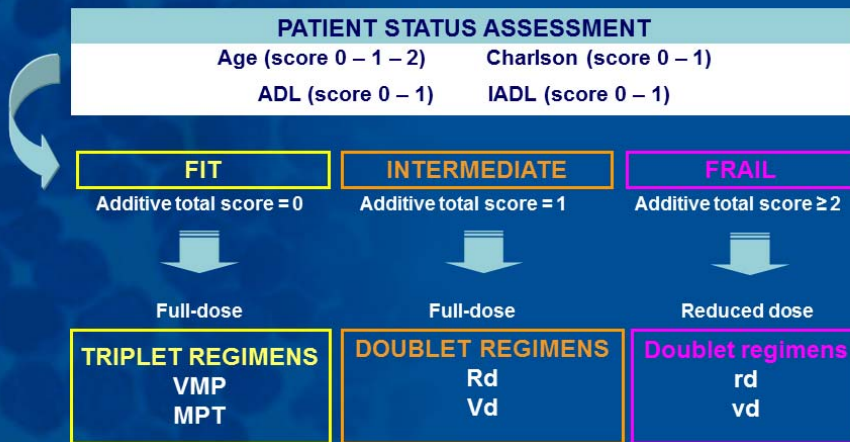 PATIENT STATUS ASSESSMENT
Age (score 0 – 1 – 2) Charlson (score 0 – 1)
ADL (score 0 – 1) IADL (score 0 – 1)
FIT
Additive total score = 0
Full-dose
TRIPLET REGIMENS
VMP
MPT
INTERMEDIATE
Additive total score = 1
Full-dose
DOUBLET REGIMENS
Rd
Vd
FRAIL
Additive total score ≥ 2
Reduced dose
Doublet regimens
rd
vd